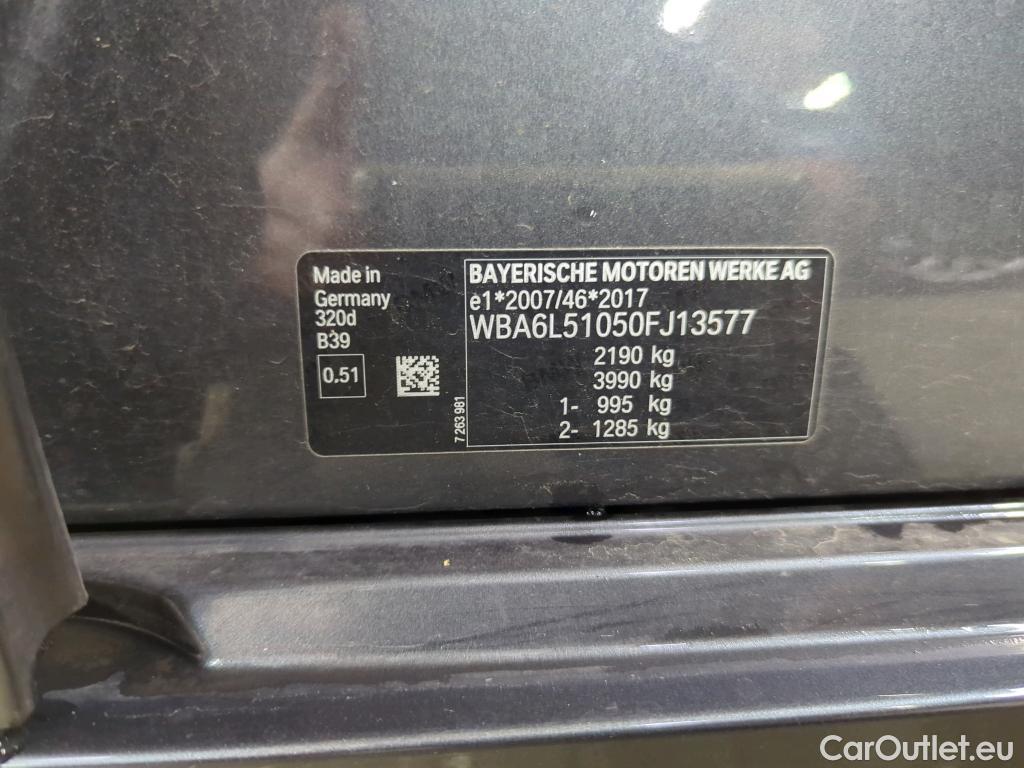 Made in
Germany
320d
B39
0.51
7 263 981
BAYERISCHE MOTOREN WERKE AG
e1*2007/46*2017
WBA6L51050FJ13577
2190 kg
3990 kg
1- 995 kg
2- 1285 kg
CarOutlet.eu